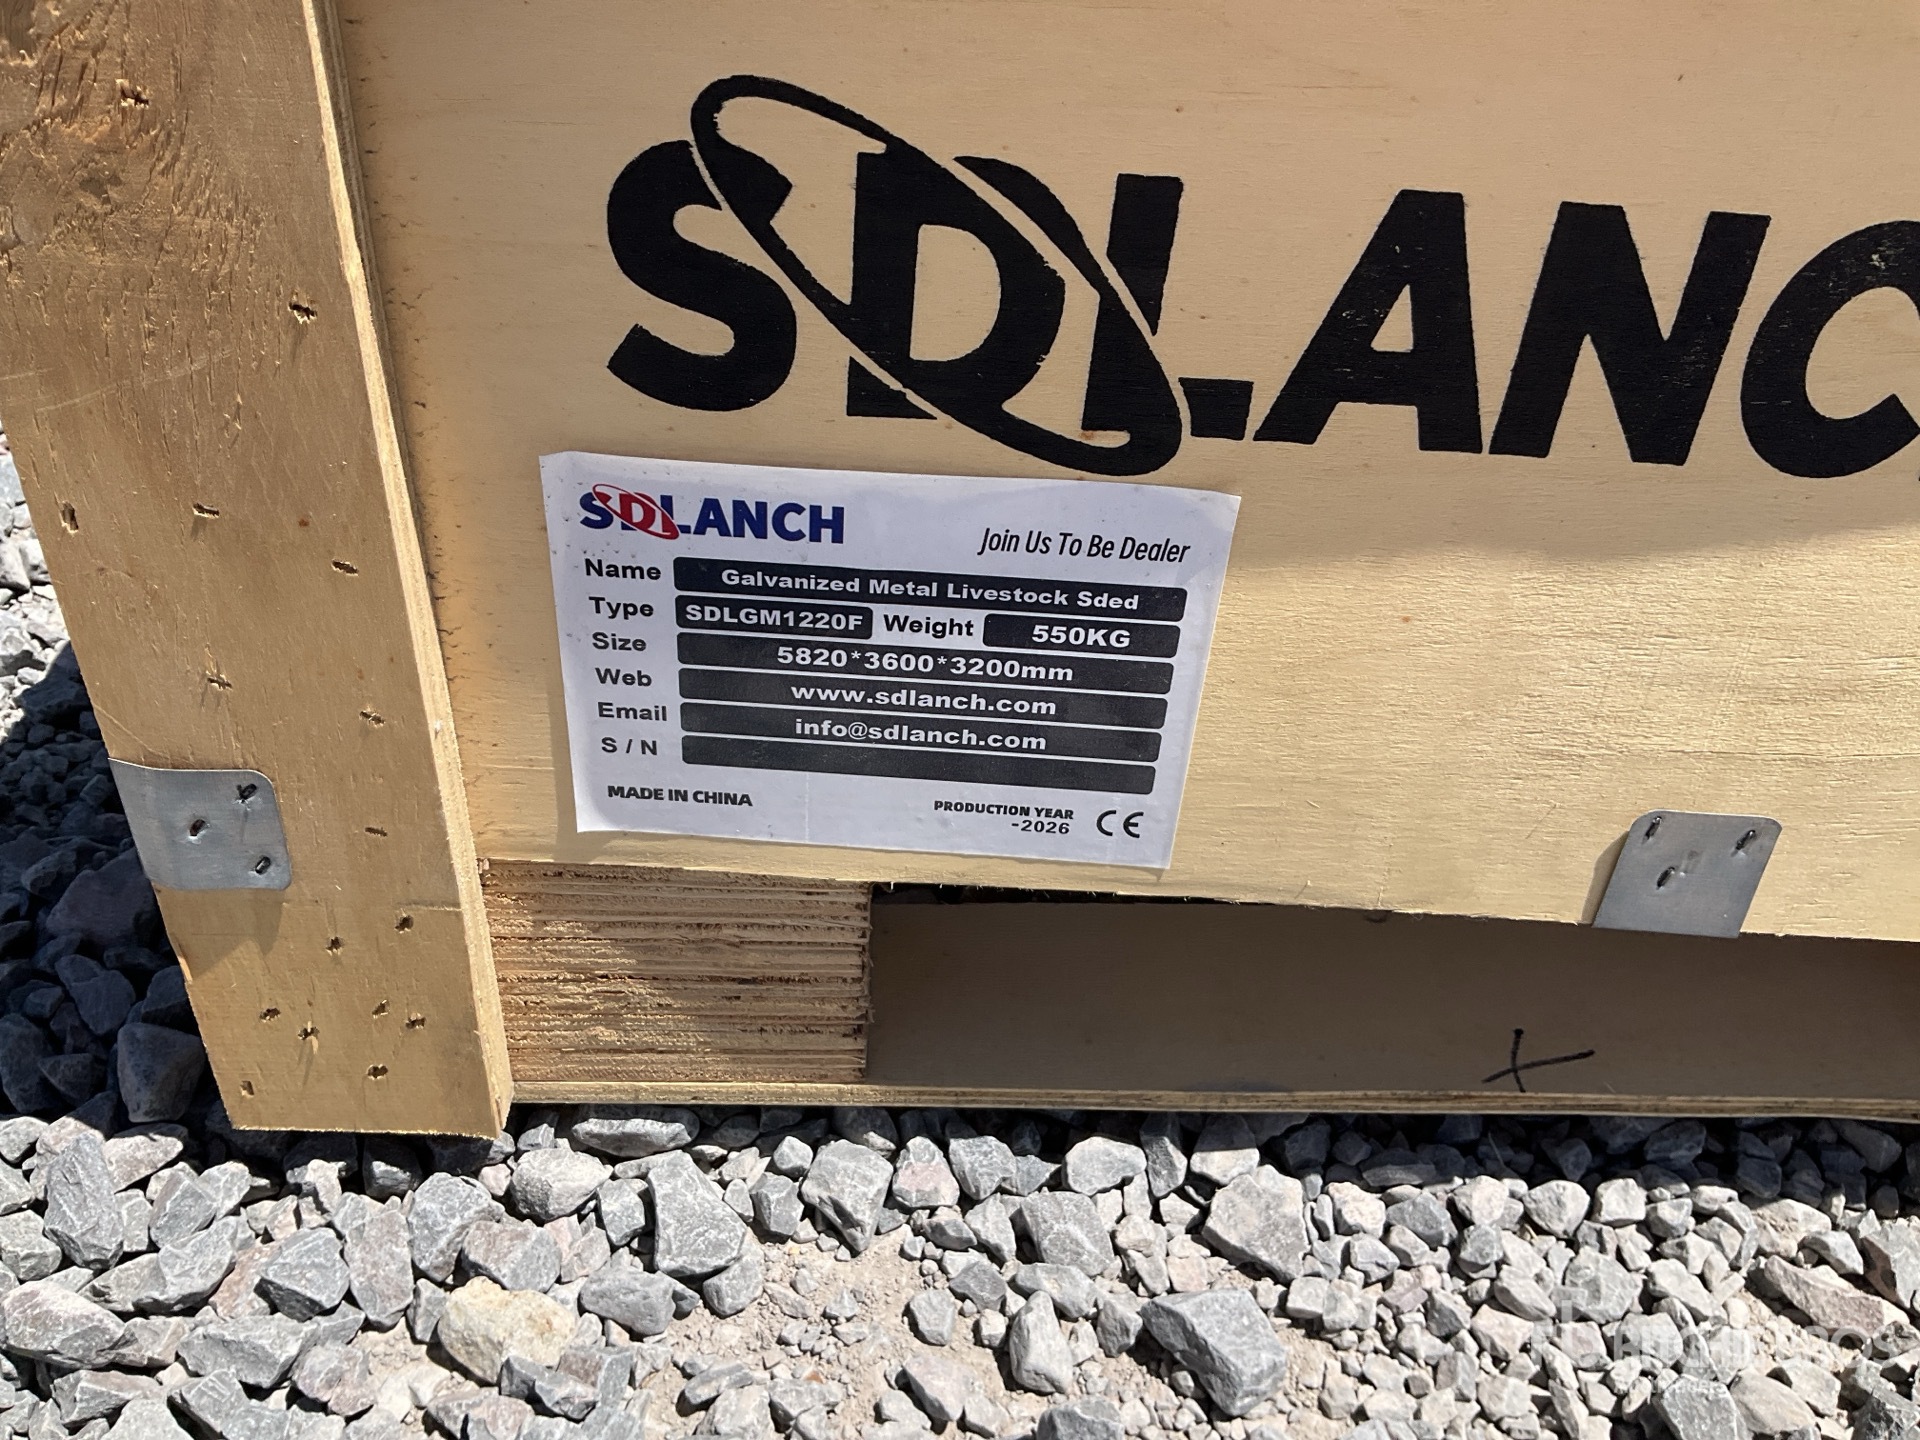 SDLANC
SDLANCH
Join Us To Be Dealer
Name Galvanized Metal Livestock Sded
Type SDLGM1220F Weight 550KG
Size 5820*3600*3200mm
Web www.sdlanch.com
Email info@sdlanch.com
S / N
MADE IN CHINA
PRODUCTION YEAR
-2026
CE
X